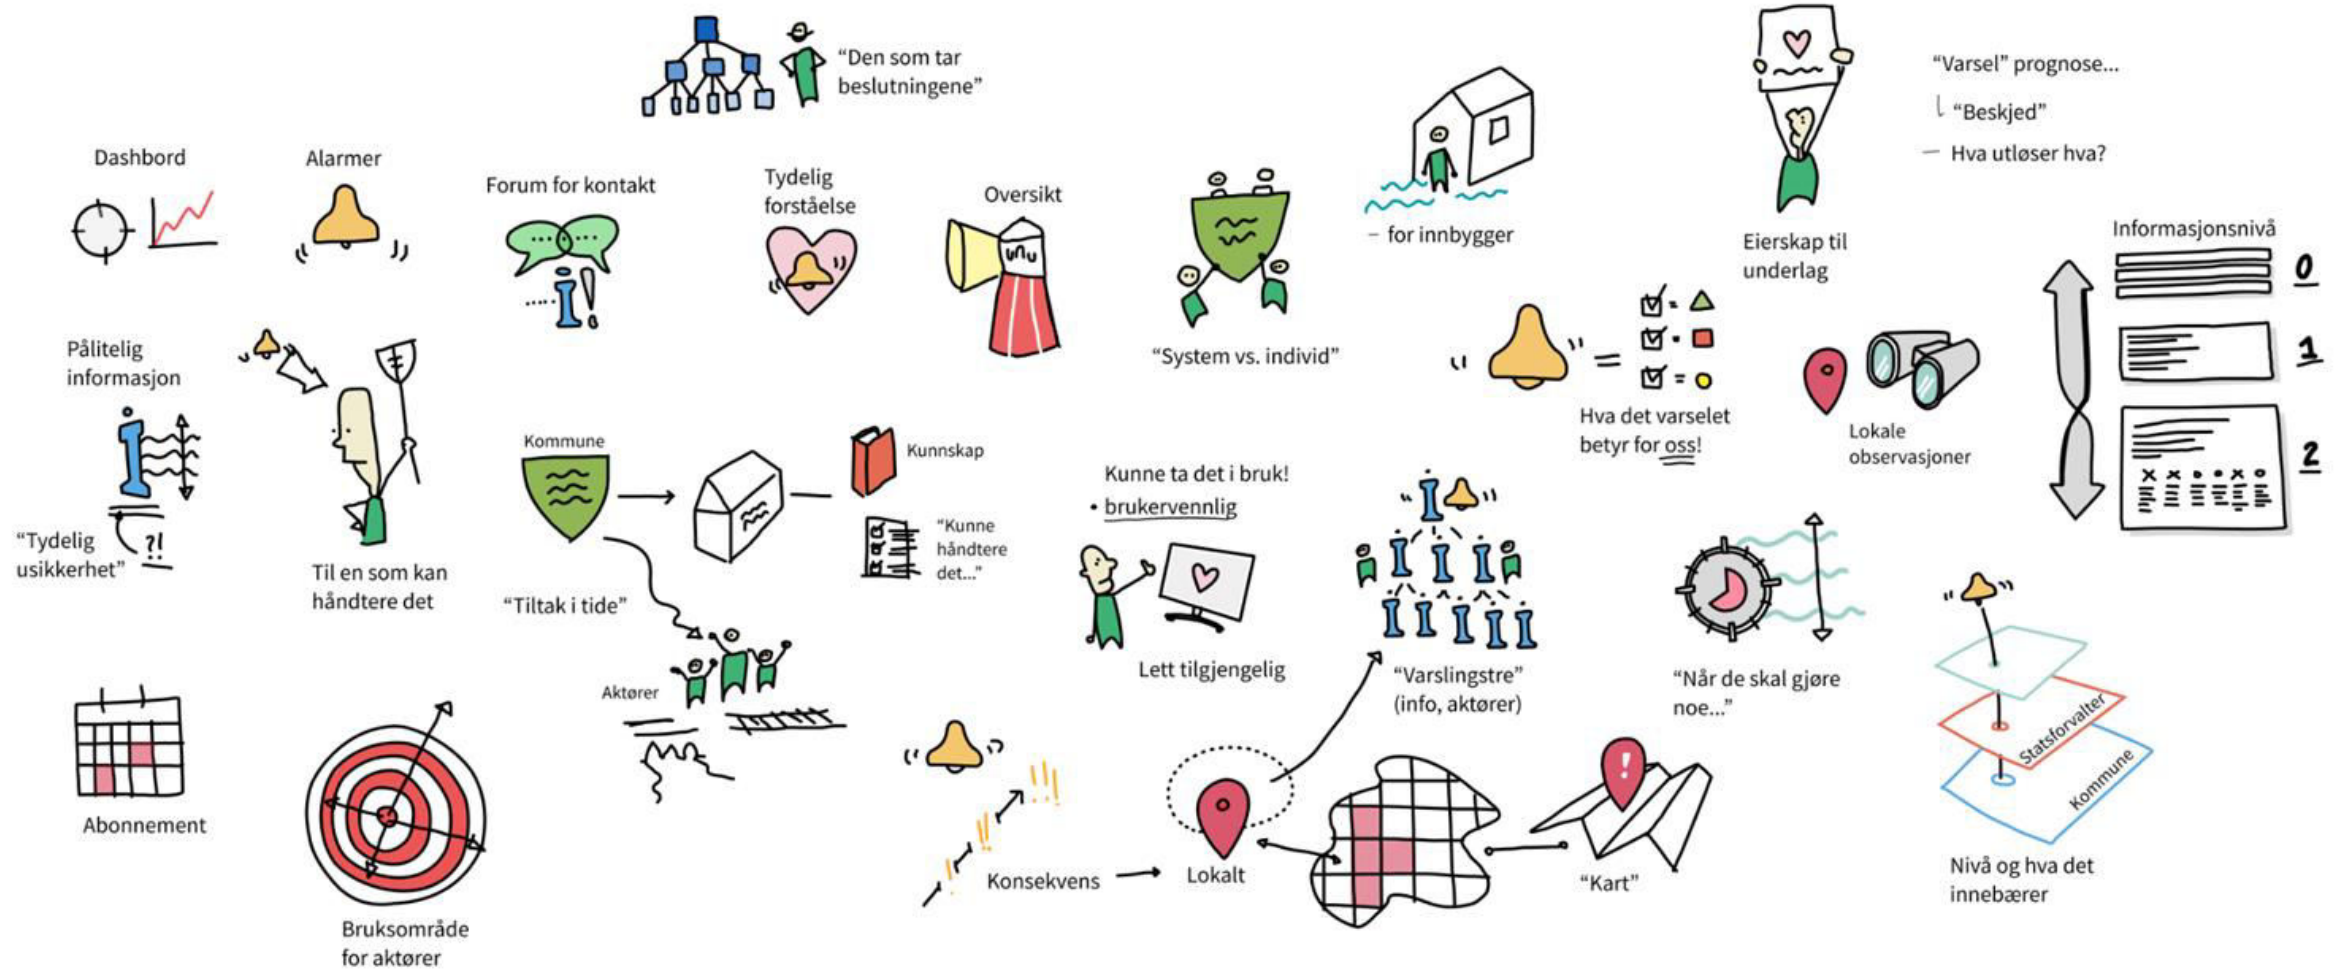 “Den som tar
beslutningene”
“Varsel” prognose...
“Beskjed”
– Hva utløser hva?
Dashbord
Alarmer
Forum for kontakt
Tydelig
forståelse
Oversikt
“System vs. individ”
– for innbygger
Eierskap til
underlag
Informasjonsnivå
0
1
2
Pålitelig
informasjon
“Tydelig
usikkerhet”
?!
Til en som kan
håndtere det
Kommune
“Tiltak i tide”
Kunnskap
“Kunne
håndtere
det...”
Aktører
Kunne ta det i bruk!
• brukervennlig
Lett tilgjengelig
Hva det varselet
betyr for oss!
Lokale
observasjoner
“Varslingstre”
(info, aktører)
“Når de skal gjøre
noe...”
Statsforvalter
Kommune
Nivå og hva det
innebærer
Abonnement
Bruksområde
for aktører
!
!!
!!!
Konsekvens
Lokalt
!
“Kart”